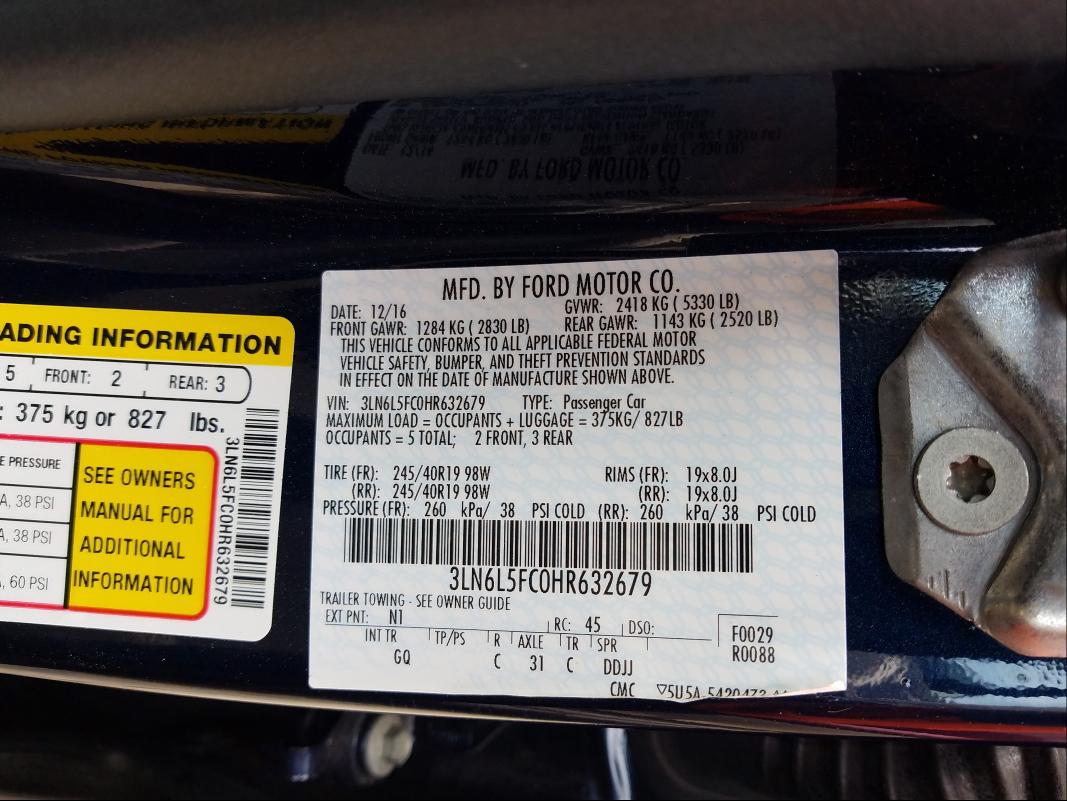 ADING INFORMATION
5 FRONT: 2 REAR: 3
: 375 kg or 827 lbs.
E PRESSURE
A, 38 PSI
A, 38 PSI
A, 60 PSI
SEE OWNERS
MANUAL FOR
ADDITIONAL
INFORMATION
3LN6L5FC0HR632679
MFD. BY FORD MOTOR CO.
DATE: 12/16 GVWR: 2418 KG ( 5330 LB)
FRONT GAWR: 1284 KG ( 2830 LB) REAR GAWR: 1143 KG ( 2520 LB)
THIS VEHICLE CONFORMS TO ALL APPLICABLE FEDERAL MOTOR
VEHICLE SAFETY, BUMPER, AND THEFT PREVENTION STANDARDS
IN EFFECT ON THE DATE OF MANUFACTURE SHOWN ABOVE.
VIN: 3LN6L5FC0HR632679 TYPE: Passenger Car
MAXIMUM LOAD = OCCUPANTS + LUGGAGE = 375KG/ 827LB
OCCUPANTS = 5 TOTAL; 2 FRONT, 3 REAR
TIRE (FR): 245/40R19 98W RIMS (FR): 19x8.0J
(RR): 245/40R19 98W (RR): 19x8.0J
PRESSURE (FR): 260 kPa/ 38 PSI COLD (RR): 260 kPa/ 38 PSI COLD
3LN6L5FC0HR632679
TRAILER TOWING - SEE OWNER GUIDE
EXT PNT: N1 RC: 45 DSO:
INT TR TP/PS R AXLE TR SPR
GQ C 31 C DDJJ
F0029
R0088
CMC